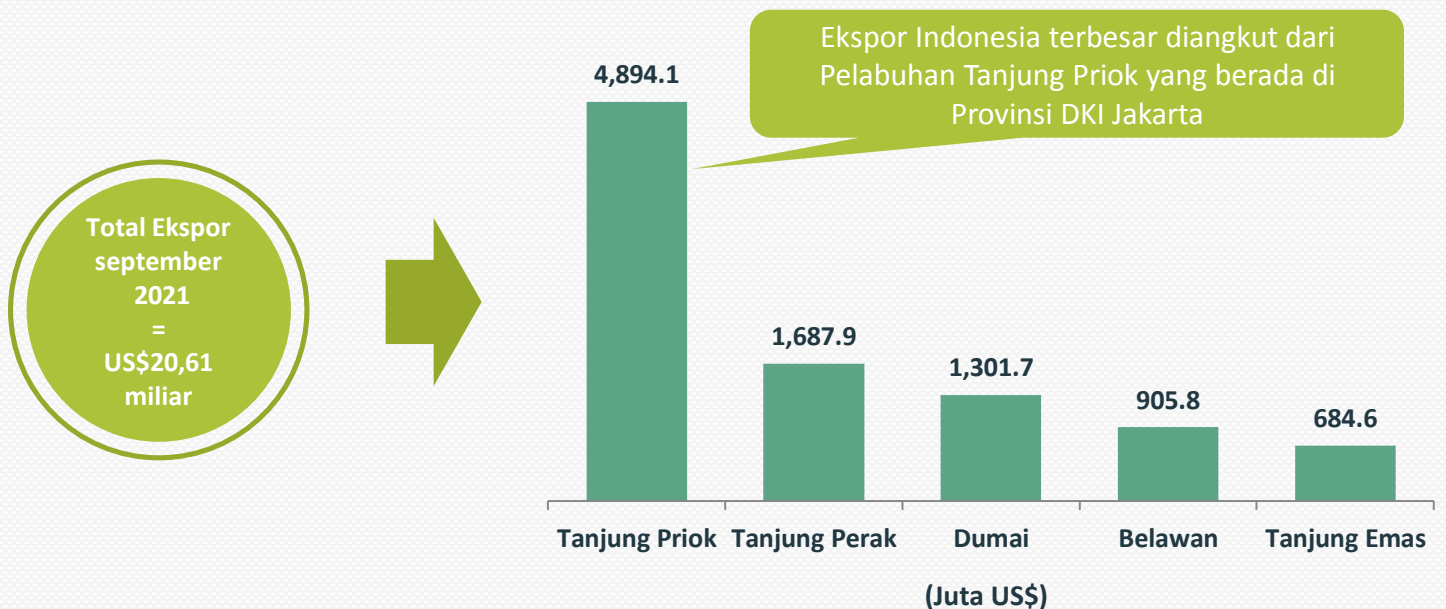 Ekspor Indonesia terbesar diangkut dari
Pelabuhan Tanjung Priok yang berada di
Provinsi DKI Jakarta
Total Ekspor
september
2021
=
US$20,61
miliar
4,894.1
1,687.9
1,301.7
905.8
684.6
Tanjung Priok Tanjung Perak Dumai Belawan Tanjung Emas
(Juta US$)